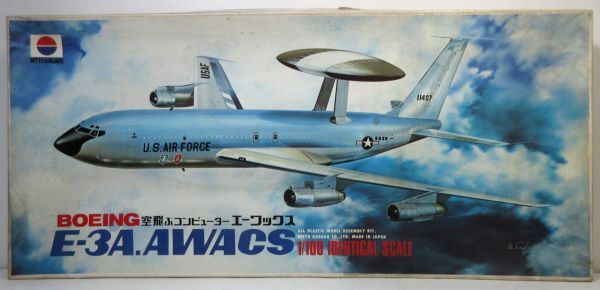 NITTO KAGAKU
USAF
11407
U.S. AIR FORCE
BOEING 空飛ぶコンピューター エーワックス
E-3A.AWACS
ALL PLASTIC MODEL ASSEMBLY KIT.
NITTO KAGAKU CO., LTD. MADE IN JAPAN
1/100 IDENTICAL SCALE